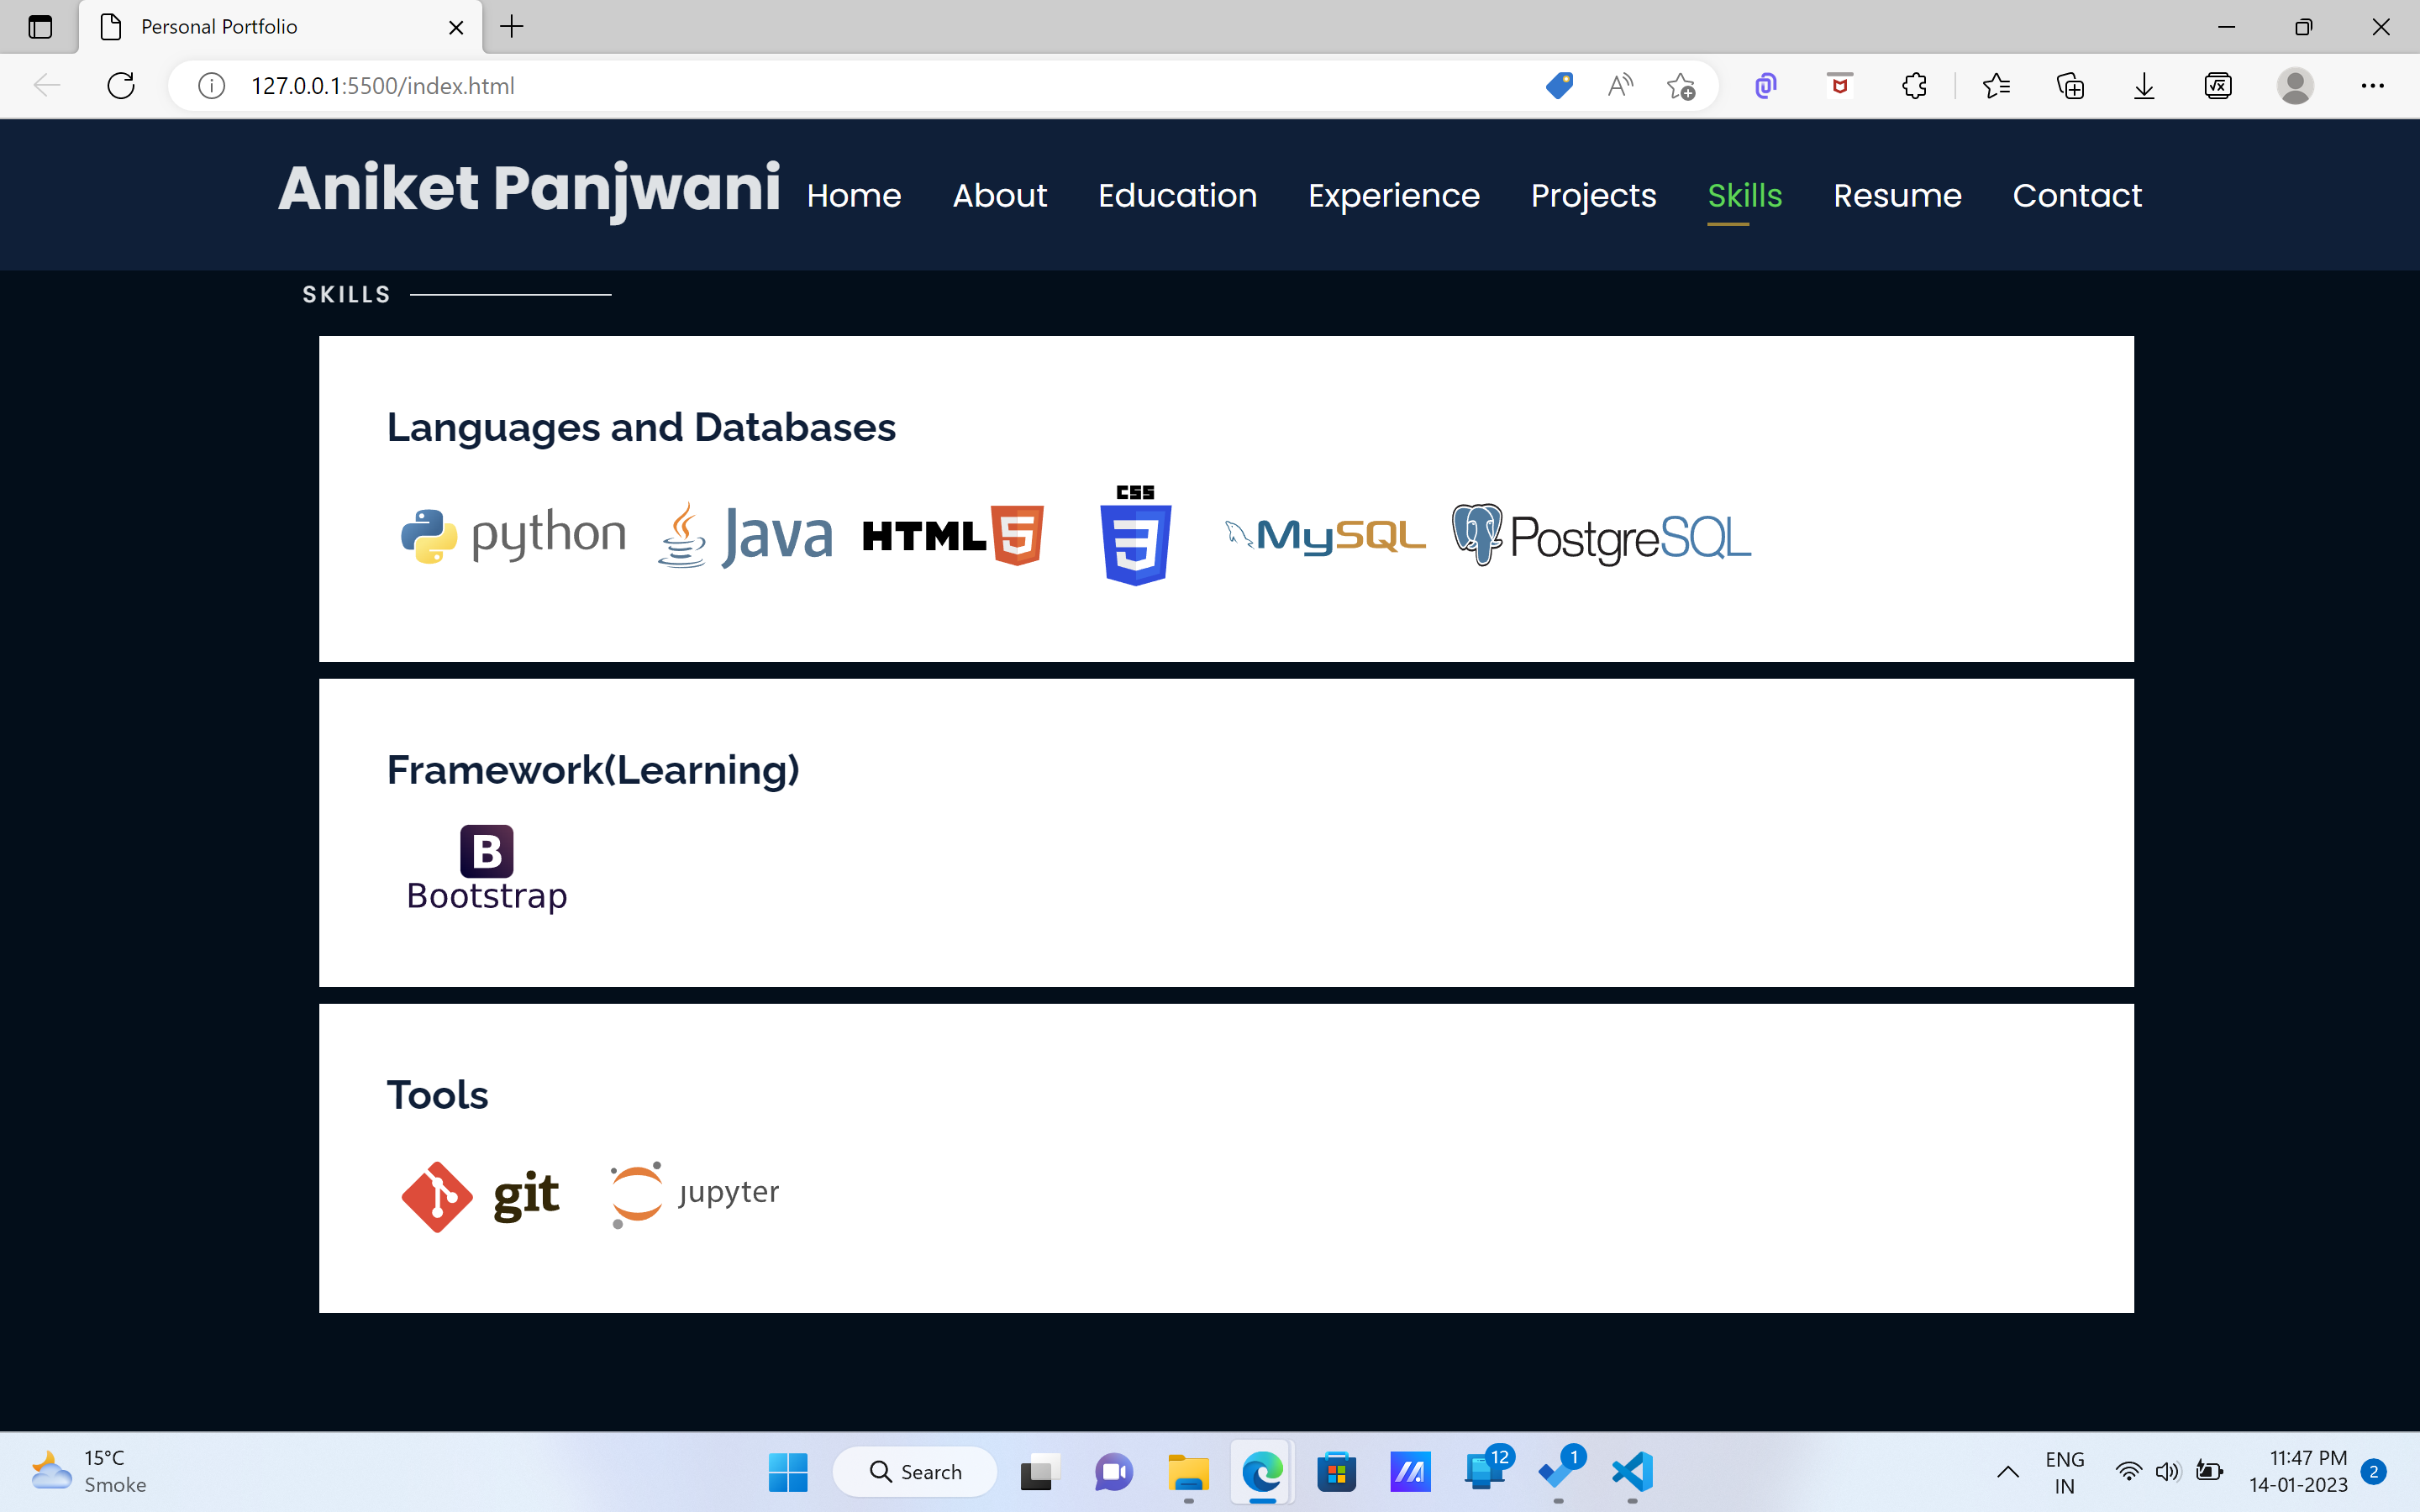 Personal Portfolio
127.0.0.1:5500/index.html
Aniket Panjwani Home About Education Experience Projects Skills Resume Contact
SKILLS
Languages and Databases
python Java HTML5 CSS 3 MySQL PostgreSQL
Framework(Learning)
B
Bootstrap
Tools
git jupyter
15°C
Smoke
Search
12
1
ENG
IN
11:47 PM
14-01-2023
2